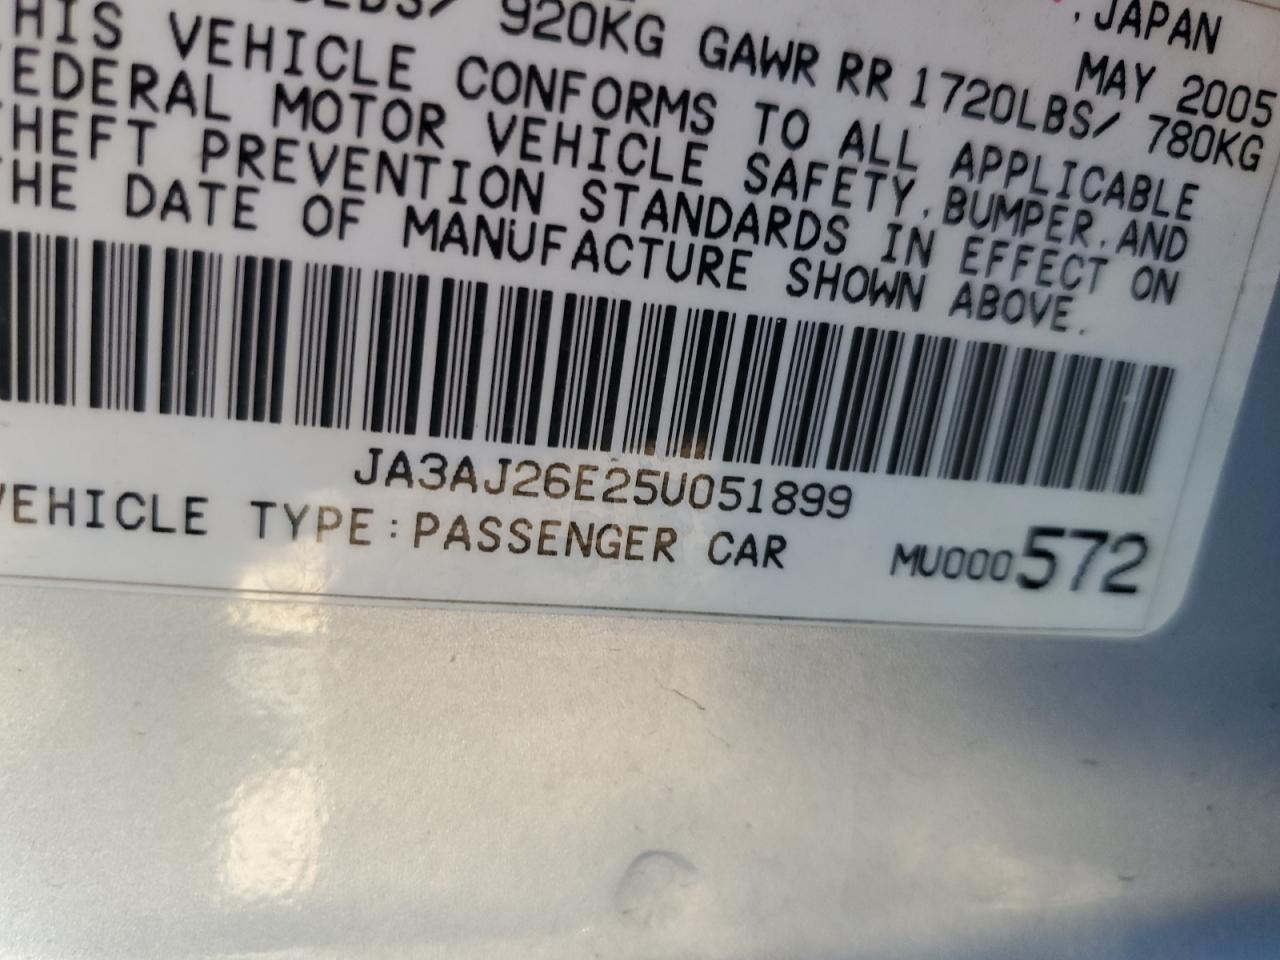 , JAPAN
MAY 2005
LBS/ 920KG GAWR RR 1720LBS/ 780KG
HIS VEHICLE CONFORMS TO ALL APPLICABLE
EDERAL MOTOR VEHICLE SAFETY, BUMPER, AND
HEFT PREVENTION STANDARDS IN EFFECT ON
HE DATE OF MANUFACTURE SHOWN ABOVE.
JA3AJ26E25U051899
VEHICLE TYPE:PASSENGER CAR
MU000572